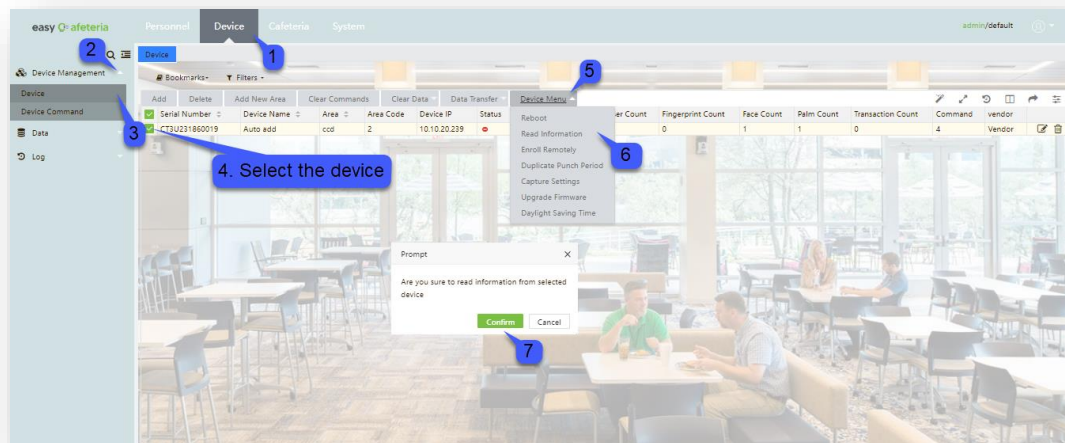 easy afeteria
Personnel Device Cafeteria System
admin/default
Device
Device Management
Device
Device Command
Data
Log
Bookmarks Filters
Add Delete Add New Area Clear Commands Clear Data Data Transfer Device Menu
Serial Number Device Name Area Area Code Device IP Status er Count Fingerprint Count Face Count Palm Count Transaction Count Command vendor
CT3U231860019 Auto add ccd 2 10.10.20.239 0 1 1 0 4 Vendor
Reboot
Read Information
Enroll Remotely
Duplicate Punch Period
Capture Settings
Upgrade Firmware
Daylight Saving Time
Prompt X
Are you sure to read information from selected
device
Confirm Cancel
1
2
3
4. Select the device
5
6
7